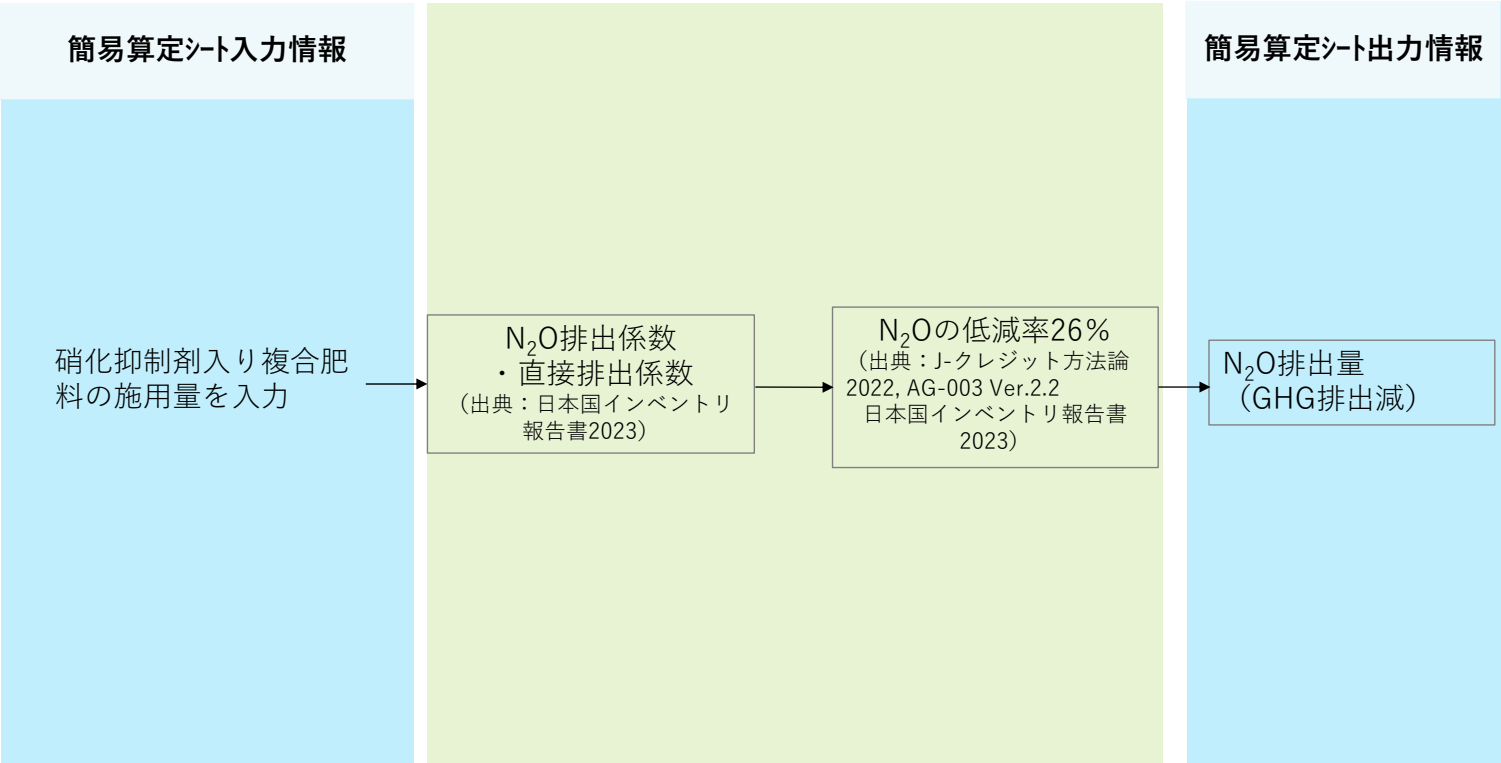 簡易算定ｼｰﾄ入力情報
簡易算定ｼｰﾄ出力情報
硝化抑制剤入り複合肥
料の施用量を入力
N₂O排出係数
・直接排出係数
（出典：日本国インベントリ
報告書2023）
N₂Oの低減率26%
（出典：J-クレジット方法論
2022, AG-003 Ver.2.2
日本国インベントリ報告書
2023）
N₂O排出量
（GHG排出減）